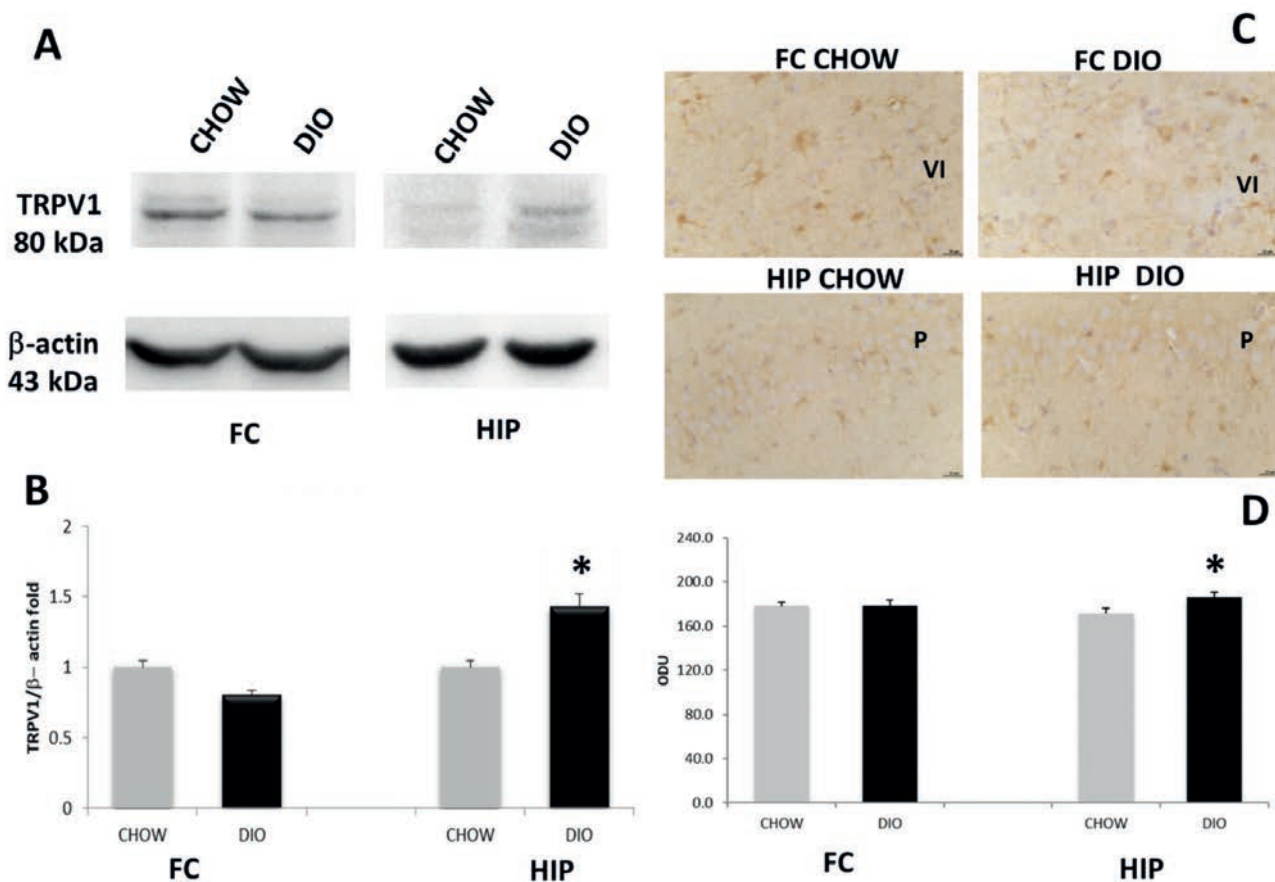 A
CHOW
DIO
CHOW
DIO
TRPV1
80 kDa
β-actin
43 kDa
FC
HIP
C
FC CHOW
FC DIO
VI
VI
HIP CHOW
HIP DIO
P
P
B
TRPV1/β– actin fold
2
1.5
1
0.5
0
CHOW
DIO
CHOW
DIO
FC
HIP
*
D
ODU
240.0
200.0
160.0
120.0
80.0
40.0
0.0
CHOW
DIO
CHOW
DIO
FC
HIP
*